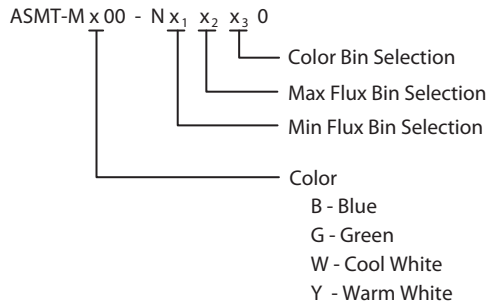 ASMT-M x 00 - N x₁ x₂ x₃ 0
Color Bin Selection
Max Flux Bin Selection
Min Flux Bin Selection
Color
B - Blue
G - Green
W - Cool White
Y - Warm White